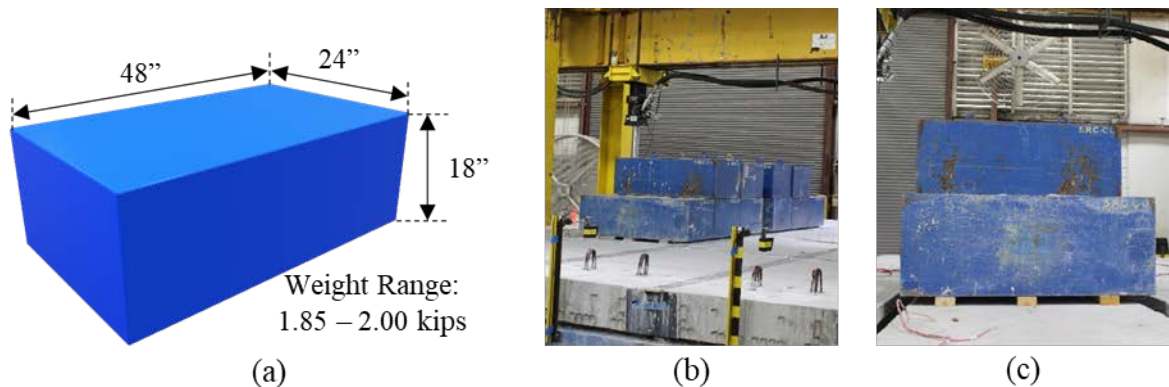 48”
24”
18”
Weight Range:
1.85 – 2.00 kips
(a)
(b)
(c)